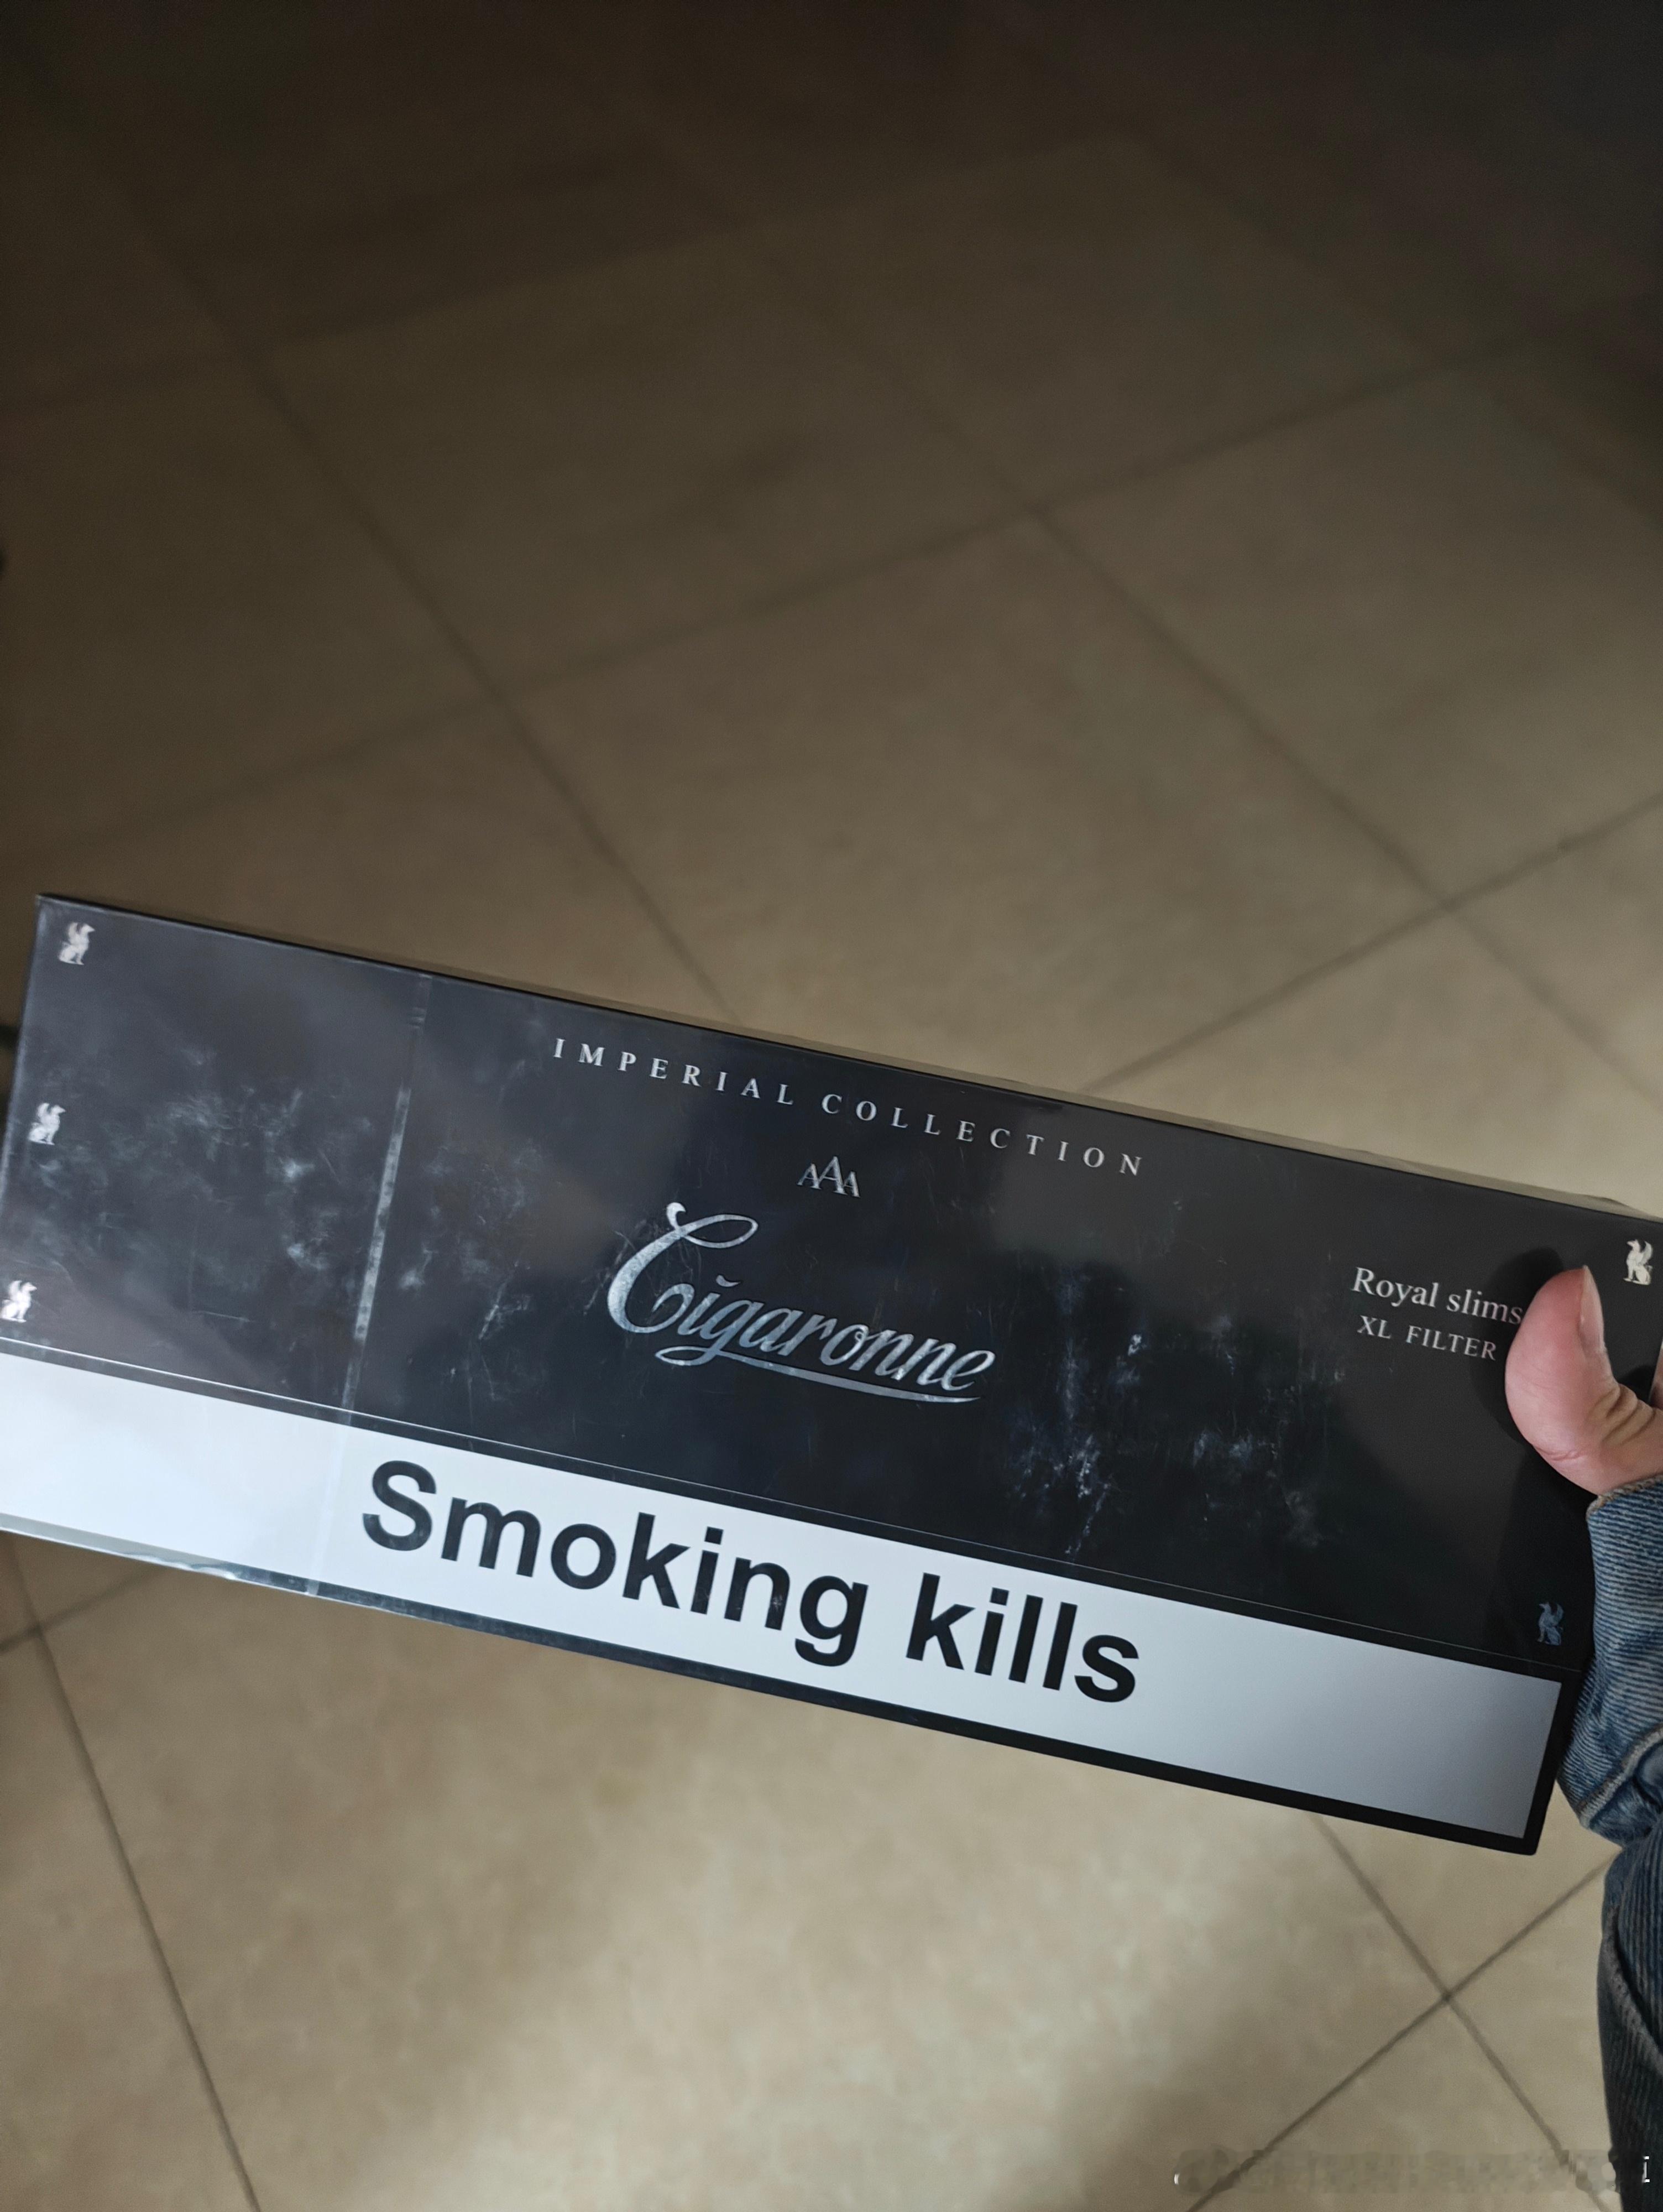 IMPERIAL COLLECTION
AAA
Cigaronne
Royal slims
XL FILTER
Smoking kills